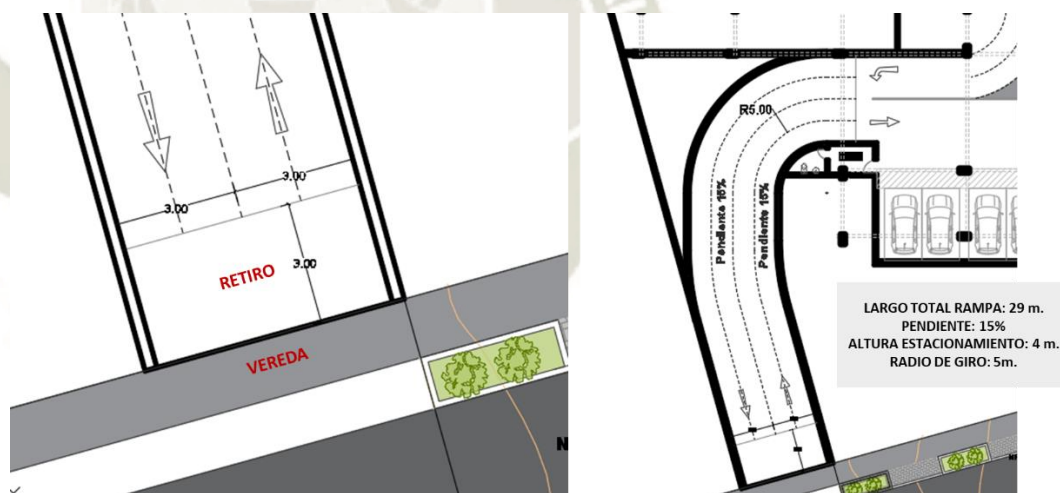 3.00
3.00
3.00
RETIRO
VEREDA
R5.00
Pendiente 15%
Pendiente 15%
LARGO TOTAL RAMPA: 29 m.
PENDIENTE: 15%
ALTURA ESTACIONAMIENTO: 4 m.
RADIO DE GIRO: 5m.